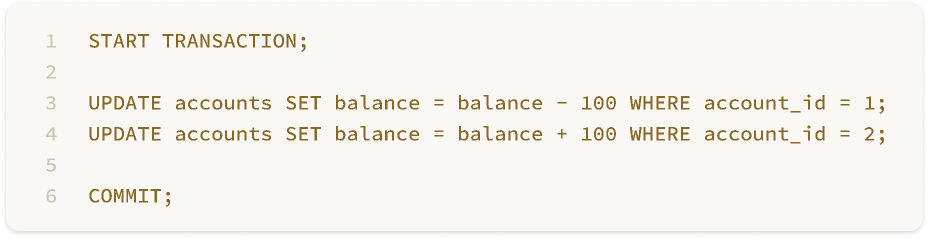 1 START TRANSACTION;
2
3 UPDATE accounts SET balance = balance - 100 WHERE account_id = 1;
4 UPDATE accounts SET balance = balance + 100 WHERE account_id = 2;
5
6 COMMIT;